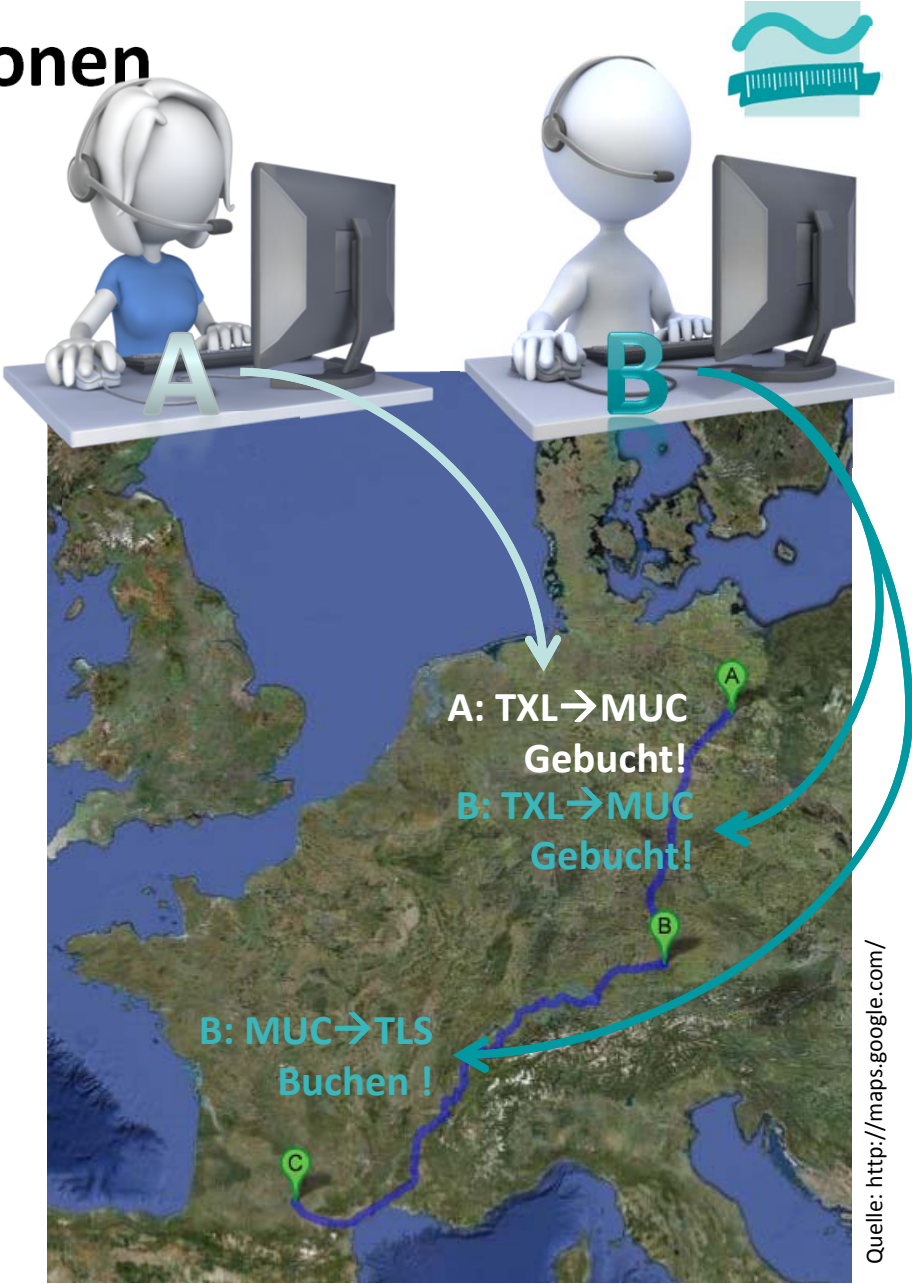 onen
A
B
A
A: TXL→MUC
Gebucht!
B: TXL→MUC
Gebucht!
B
B: MUC→TLS
Buchen !
C
Quelle: http://maps.google.com/